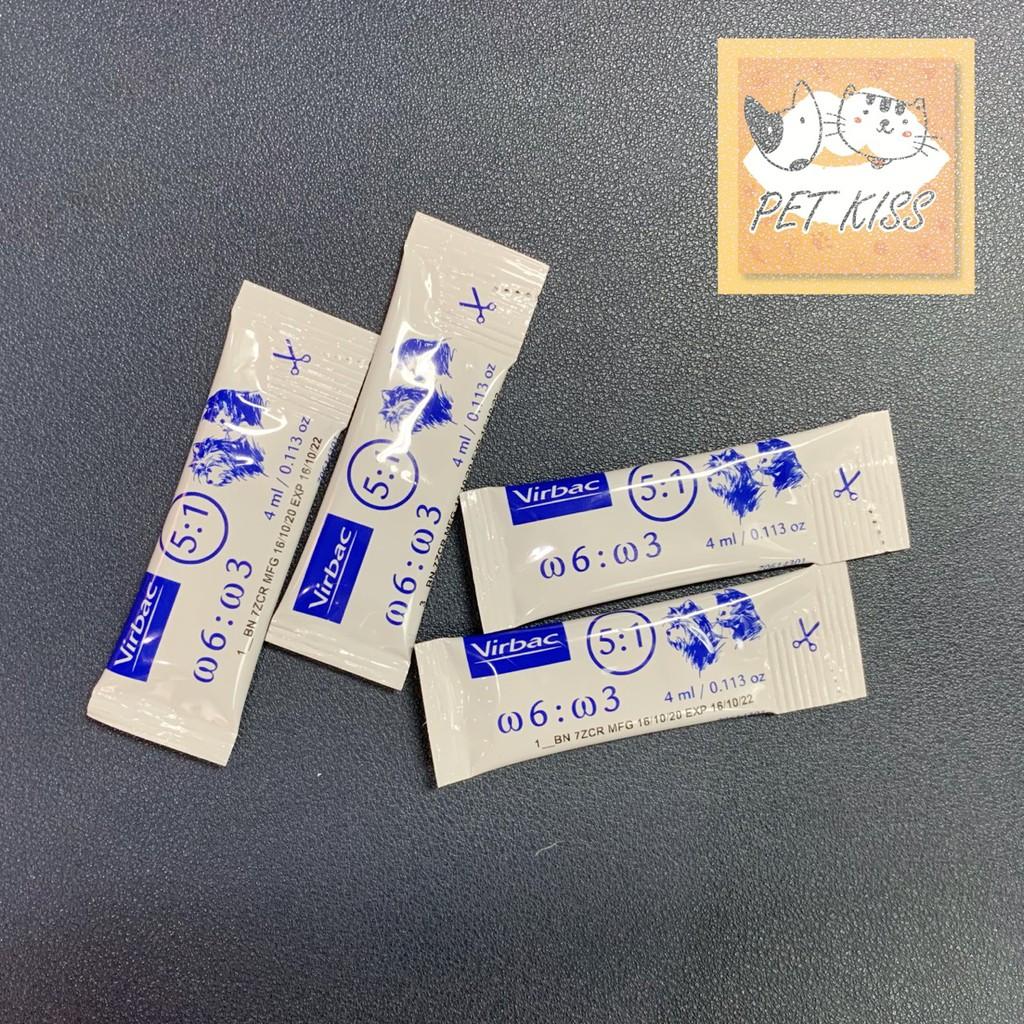 PET KISS
Virbac
5:1
ω6:ω3
4 ml / 0.113 oz
1__BN 7ZCR MFG 16/10/20 EXP 16/10/22
Virbac
ω6:ω3
4 ml / 0.113 oz
Virbac
5:1
ω6:ω3
4 ml / 0.113 oz
Virbac
5:1
ω6:ω3
4 ml / 0.113 oz
1__BN 7ZCR MFG 16/10/20 EXP 16/10/22